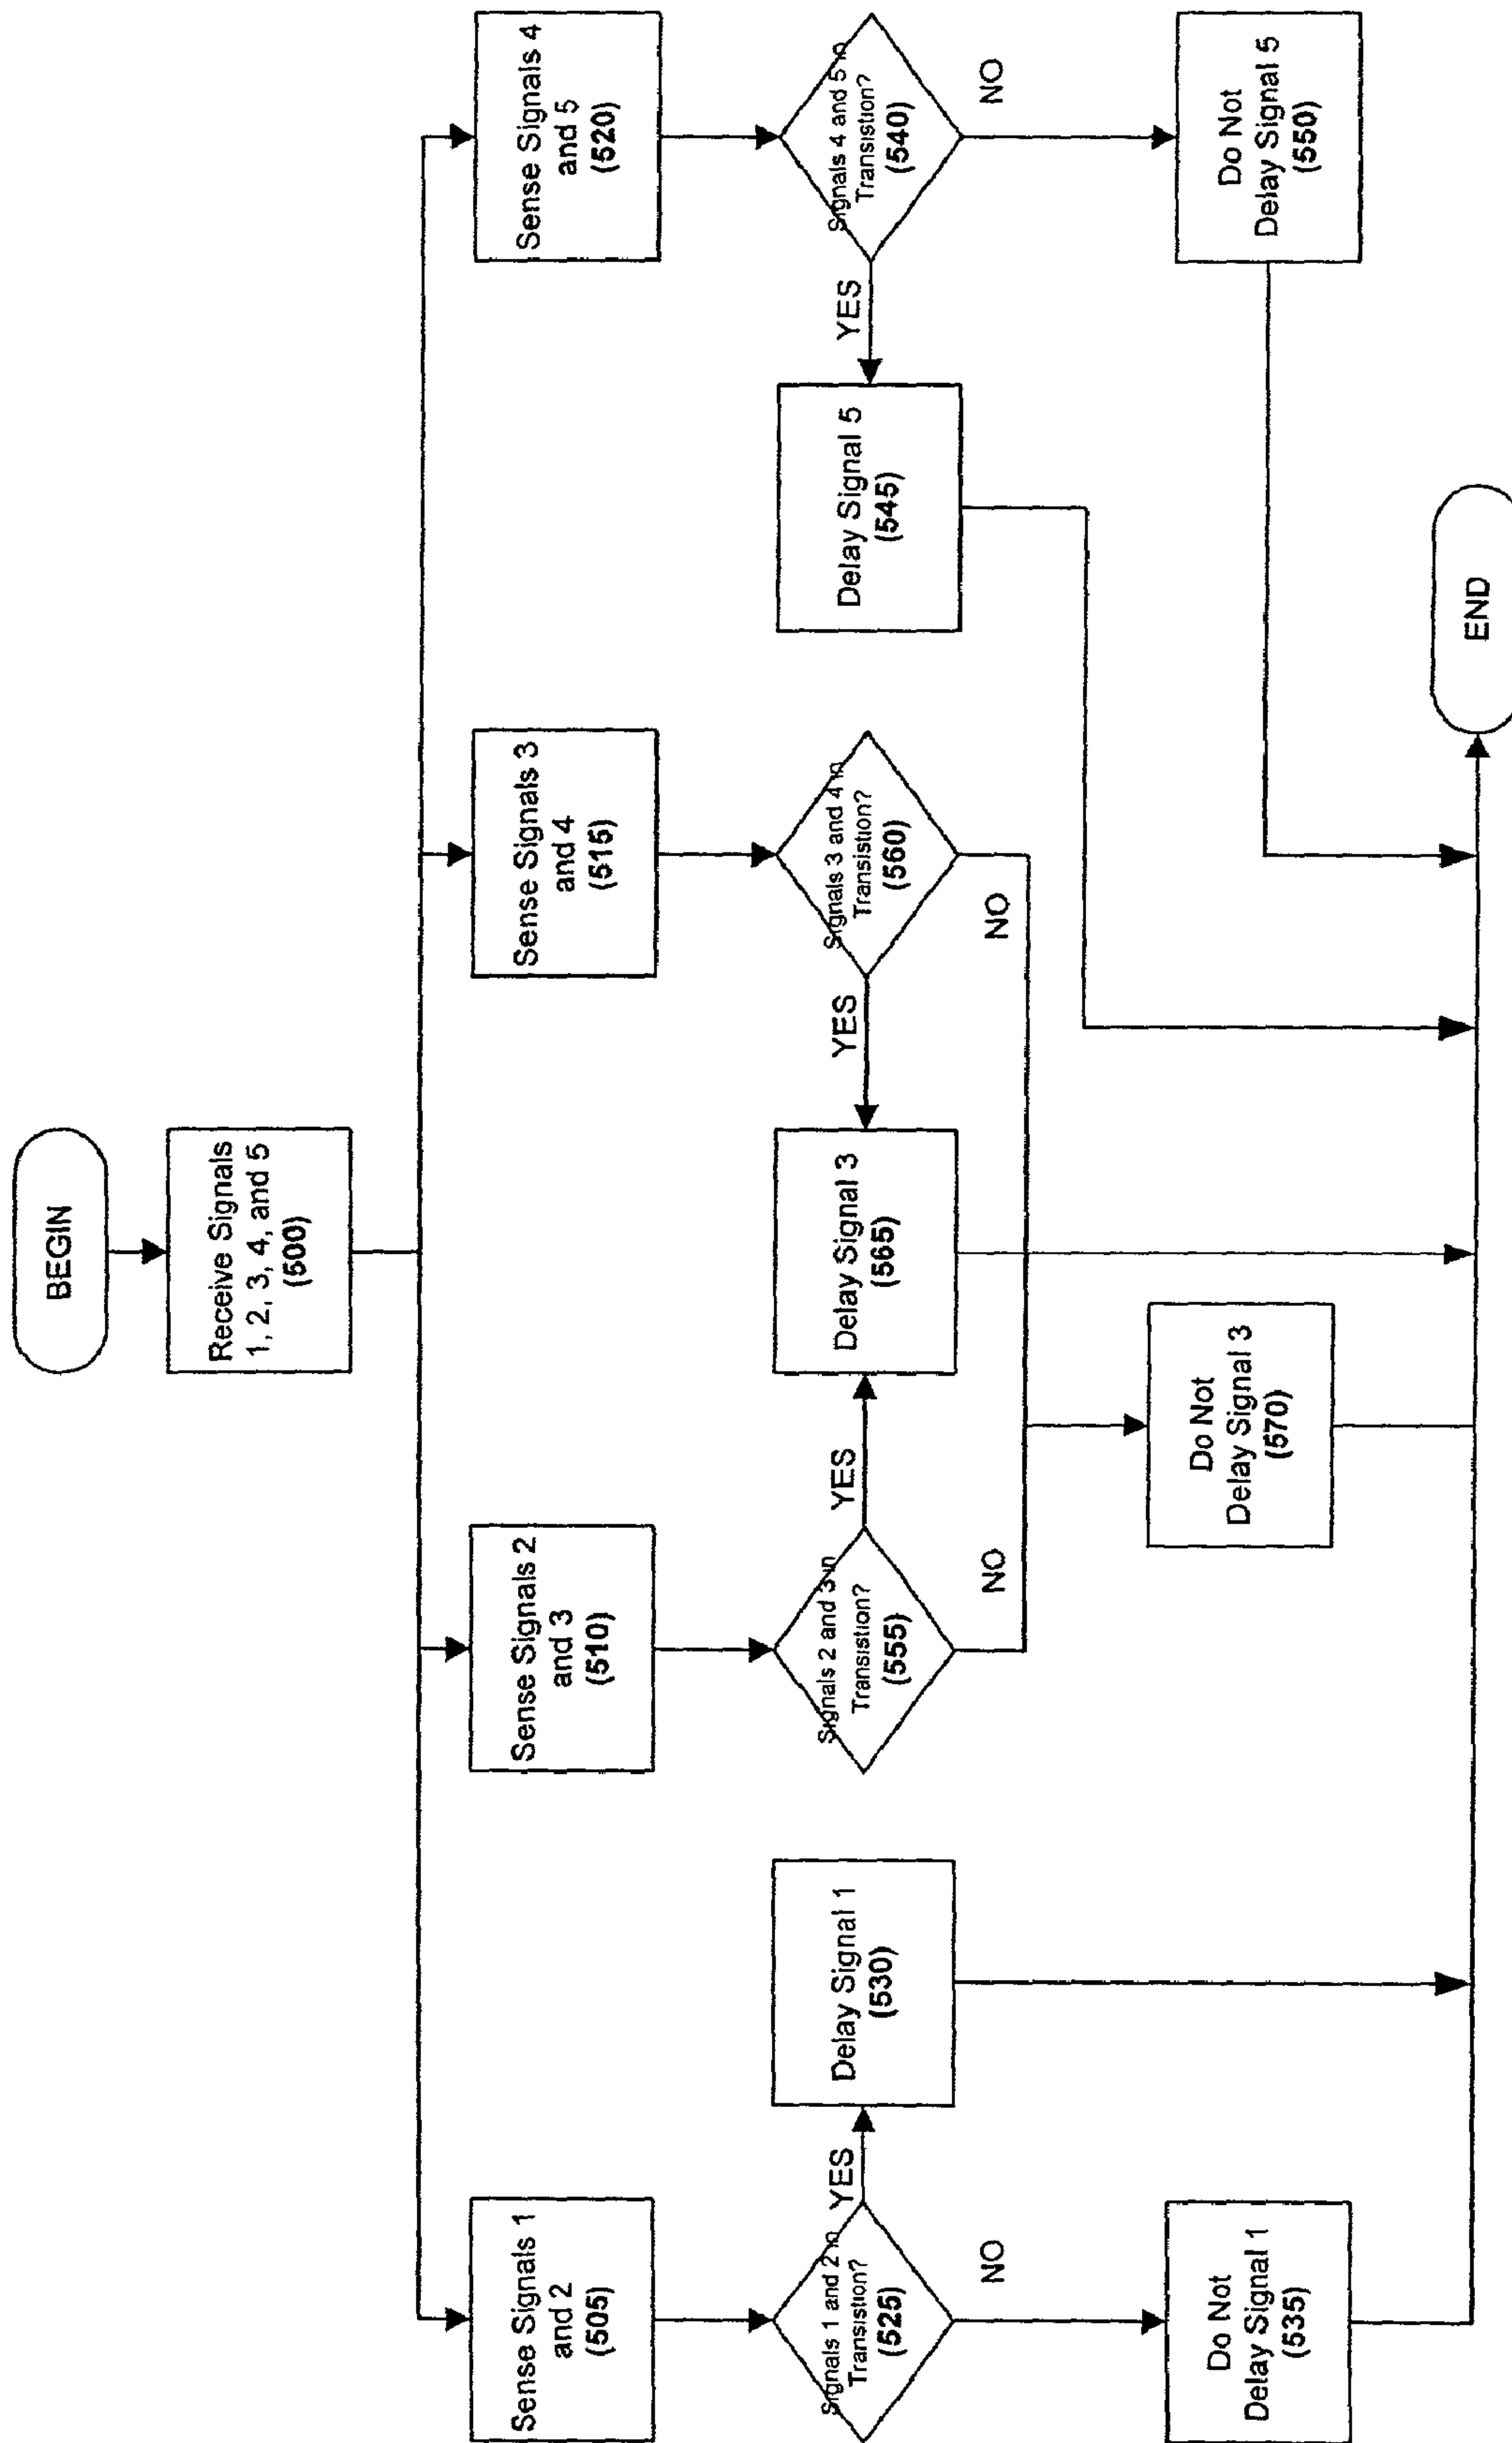 BEGIN
Receive Signals
1, 2, 3, 4, and 5
(500)
Sense Signals 1
and 2
(505)
Sense Signals 2
and 3
(510)
Sense Signals 3
and 4
(515)
Sense Signals 4
and 5
(520)
Signals 1 and 2 in
Transistion?
(525)
YES
NO
Delay Signal 1
(530)
Signals 2 and 3 in
Transistion?
(555)
YES
NO
Delay Signal 3
(565)
Signals 3 and 4 in
Transistion?
(560)
YES
NO
Delay Signal 5
(545)
Signals 4 and 5 in
Transistion?
(540)
YES
NO
Do Not
Delay Signal 1
(535)
Do Not
Delay Signal 3
(570)
Do Not
Delay Signal 5
(550)
END